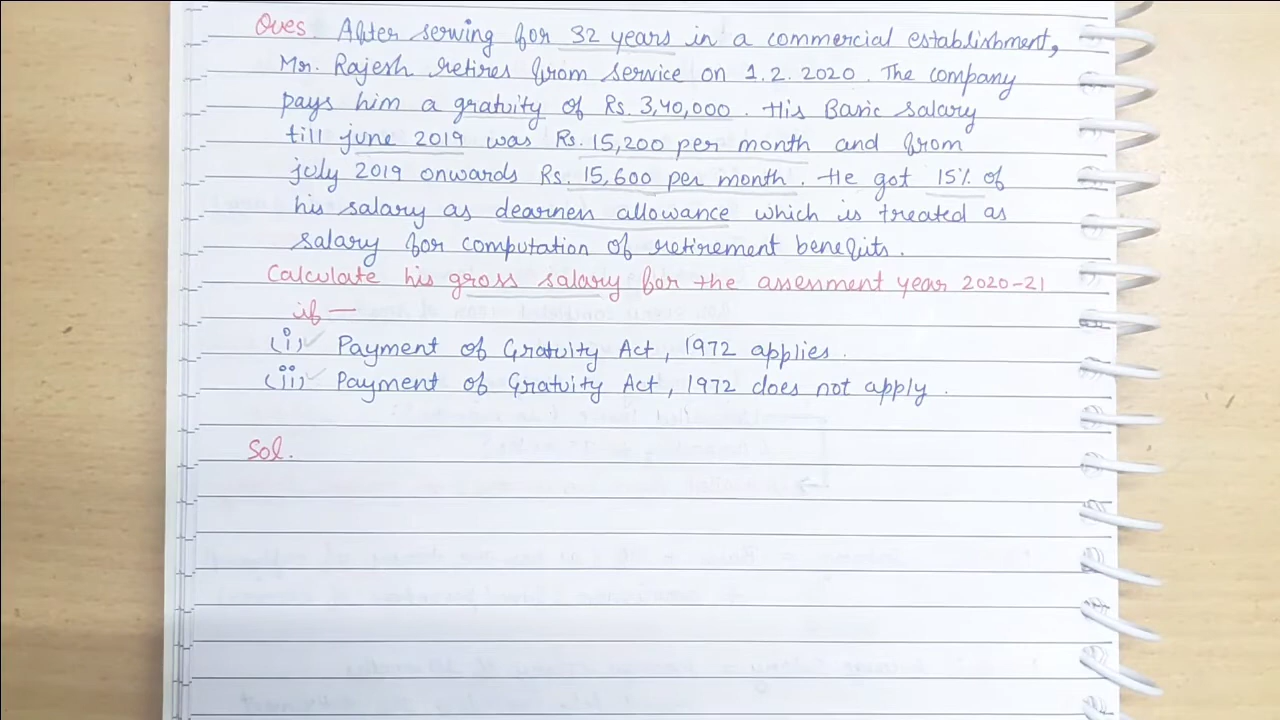 Ques. After serving for 32 years in a commercial establishment,
Mr. Rajesh retires from service on 1.2.2020. The company
pays him a gratuity of Rs. 3,40,000. His Basic salary
till june 2019 was Rs. 15,200 per month and from
july 2019 onwards Rs. 15,600 per month. He got 15% of
his salary as dearness allowance which is treated as
salary for computation of retirement benefits.
Calculate his gross salary for the assessment year 2020-21
if —
(i) Payment of Gratuity Act, 1972 applies.
(ii) Payment of Gratuity Act, 1972 does not apply.
Sol.